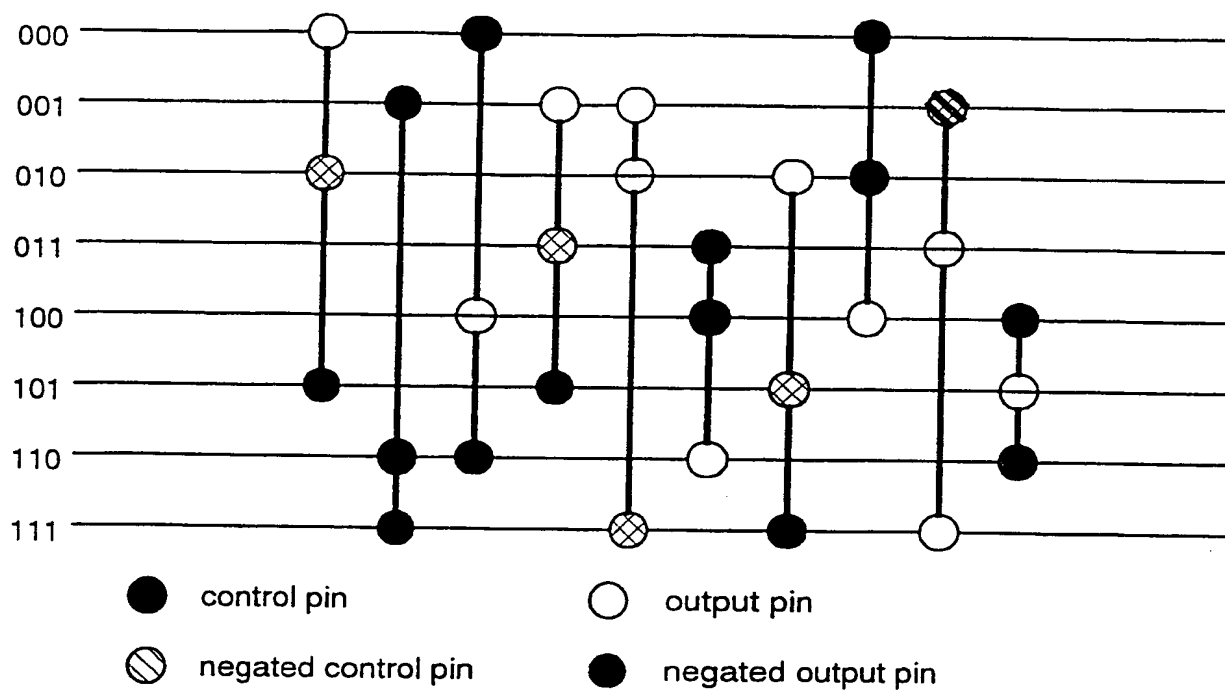 000
001
010
011
100
101
110
111
control pin
output pin
negated control pin
negated output pin